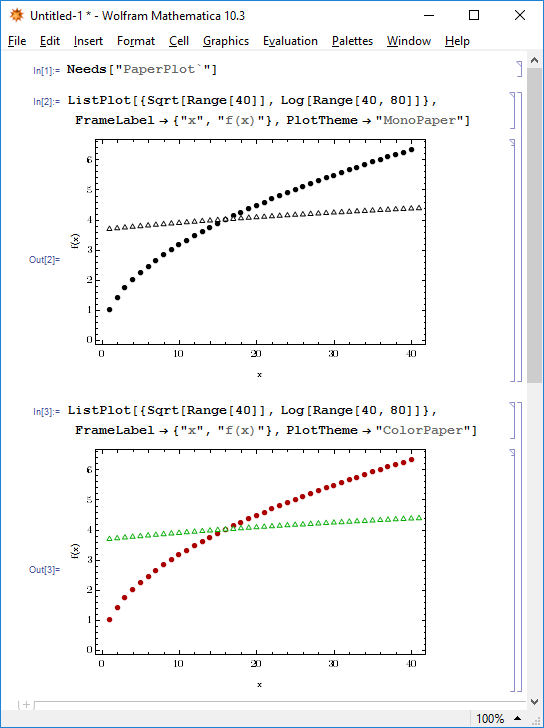 Untitled-1 * - Wolfram Mathematica 10.3
File Edit Insert Format Cell Graphics Evaluation Palettes Window Help
In[1]:= Needs["PaperPlot`"]
In[2]:= ListPlot[{Sqrt[Range[40]], Log[Range[40, 80]]},
FrameLabel → {"x", "f(x)"}, PlotTheme → "MonoPaper"]
6
5
4
3
2
1
0
f(x)
Out[2]=
0 10 20 30 40
x
In[3]:= ListPlot[{Sqrt[Range[40]], Log[Range[40, 80]]},
FrameLabel → {"x", "f(x)"}, PlotTheme → "ColorPaper"]
6
5
4
3
2
1
0
f(x)
Out[3]=
0 10 20 30 40
x
100%